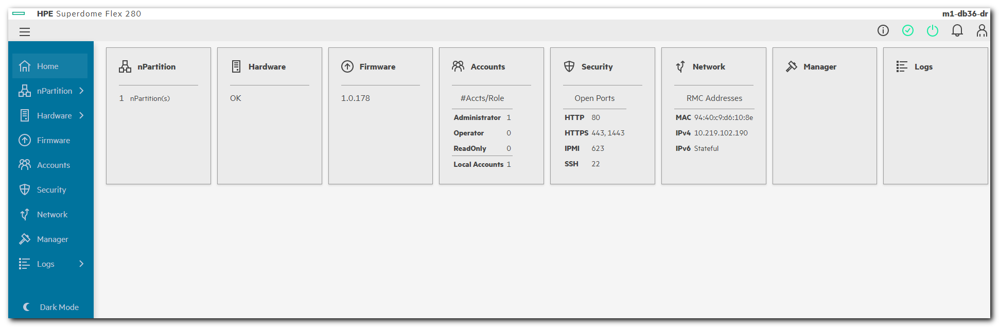 HPE Superdome Flex 280
m1-db36-dr
Home
nPartition
Hardware
Firmware
Accounts
Security
Network
Manager
Logs
Dark Mode
nPartition
1 nPartition(s)
Hardware
OK
Firmware
1.0.178
Accounts
#Accts/Role
Administrator 1
Operator 0
ReadOnly 0
Local Accounts 1
Security
Open Ports
HTTP 80
HTTPS 443, 1443
IPMI 623
SSH 22
Network
RMC Addresses
MAC 94:40:c9:d6:10:8e
IPv4 10.219.102.190
IPv6 Stateful
Manager
Logs